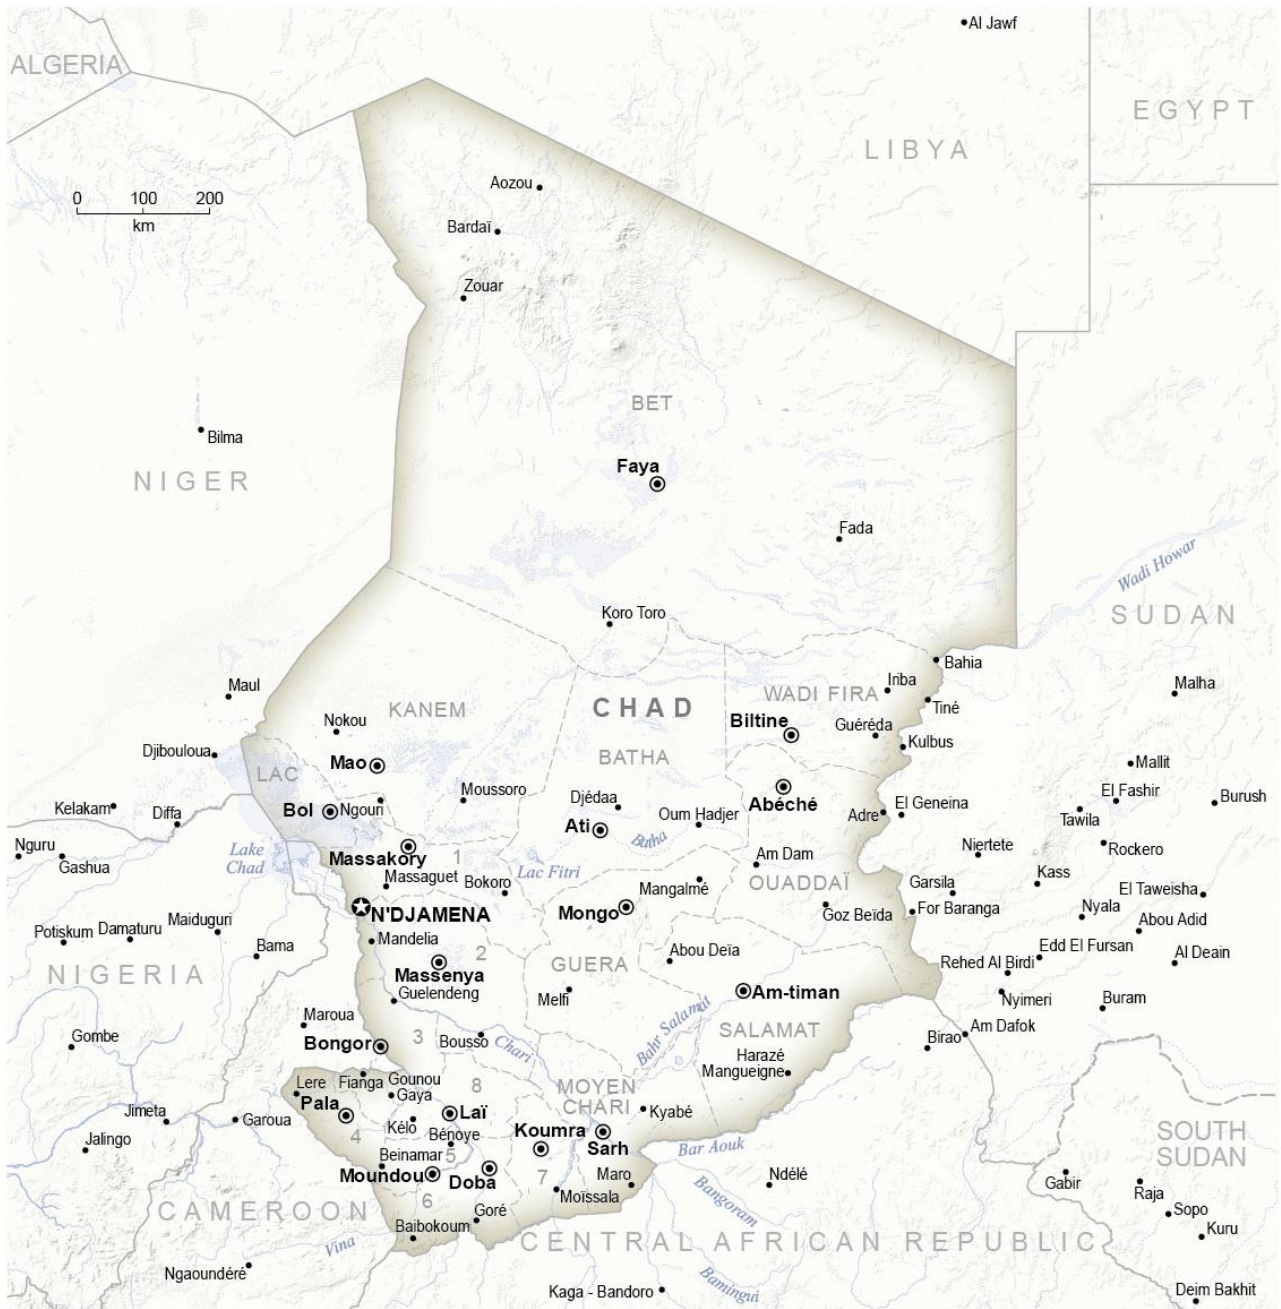 Al Jawf
ALGERIA
EGYPT
LIBYA
0 100 200
km
Aozou
Bardaï
Zouar
BET
Bilma
Faya
NIGER
Fada
Wadi Howar
Koro Toro
SUDAN
Bahia
Iriba
Maul
Malha
WADI FIRA
KANEM
CHAD
Tiné
Nokou
Biltine
Guéréda
Kulbus
Djibouloua
BATHA
Mao
Mallit
LAC
Moussoro
Djédaa
Abéché
El Fashir
Burush
Kelakam
Diffa
Bol
Ngouri
Oum Hadjer
Adre
El Geneina
Tawila
Ati
Batha
Nguru
Gashua
Lake
Chad
Massakory
1
Lac Fitri
Am Dam
Niertete
Rockero
Massaguet
Bokoro
Mangalmé
OUADDAÏ
Garsila
Kass
El Taweisha
N'DJAMENA
Mongo
Goz Beïda
For Baranga
Nyala
Abou Adid
Potiskum
Damaturu
Maiduguri
Mandelia
Bama
2
Abou Deïa
Edd El Fursan
Al Deain
Rehed Al Birdi
NIGERIA
Massenya
GUERA
Guelendeng
Melfi
Am-timan
Nyimeri
Buram
Maroua
Bahr Salamat
SALAMAT
Am Dafok
Birao
Gombe
Bongor
3
Bousso
Chari
Harazé
Mangueigne
Lere
Fianga
Gounou
Gaya
8
MOYEN
CHARI
Pala
Laï
Kyabé
Jimeta
Garoua
Kélo
Koumra
Jalingo
4
Bénoye
Sarh
Bar Aouk
SOUTH
SUDAN
Beinamar
5
Moundou
Doba
7
Maro
Ndélé
Gabir
Moïssala
Raja
6
Bangoram
CAMEROON
Goré
Sopo
Baibokoum
Kuru
Vina
CENTRAL AFRICAN REPUBLIC
Ngaoundéré
Bamingui
Kaga - Bandoro
Deim Bakhit